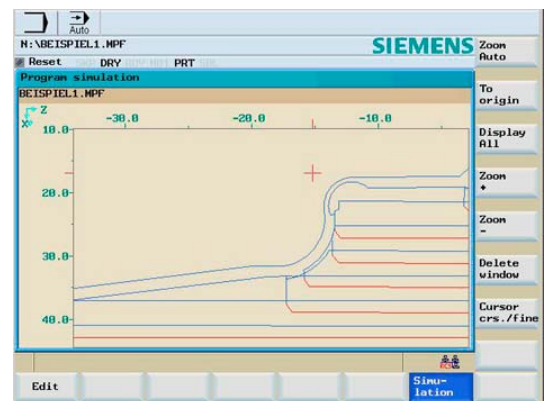 Auto
N:\BEISPIEL1.MPF
SIEMENS
Reset DRY PRT
Program simulation
BEISPIEL1.MPF
Z
X
-30.0
-20.0
-10.0
10.0
20.0
30.0
40.0
Zoom
Auto
To
origin
Display
All
Zoom
+
Zoom
-
Delete
window
Cursor
crs./fine
Edit
Simu-
lation